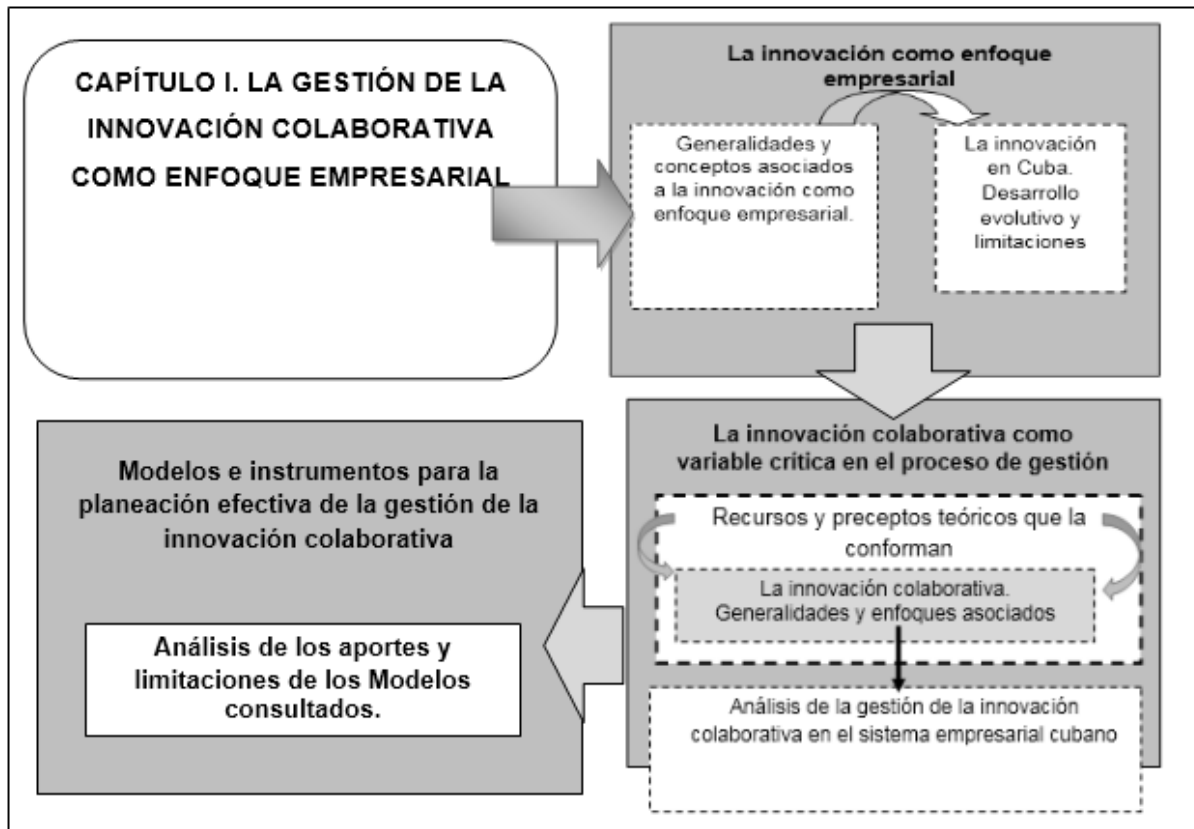 CAPÍTULO I. LA GESTIÓN DE LA
INNOVACIÓN COLABORATIVA
COMO ENFOQUE EMPRESARIAL
La innovación como enfoque
empresarial
Generalidades y
conceptos asociados
a la innovación como
enfoque empresarial.
La innovación
en Cuba.
Desarrollo
evolutivo y
limitaciones
La innovación colaborativa como
variable critica en el proceso de gestión
Recursos y preceptos teóricos que la
conforman
La innovación colaborativa.
Generalidades y enfoques asociados
Análisis de la gestión de la innovación
colaborativa en el sistema empresarial cubano
Modelos e instrumentos para la
planeación efectiva de la gestión de la
innovación colaborativa
Análisis de los aportes y
limitaciones de los Modelos
consultados.